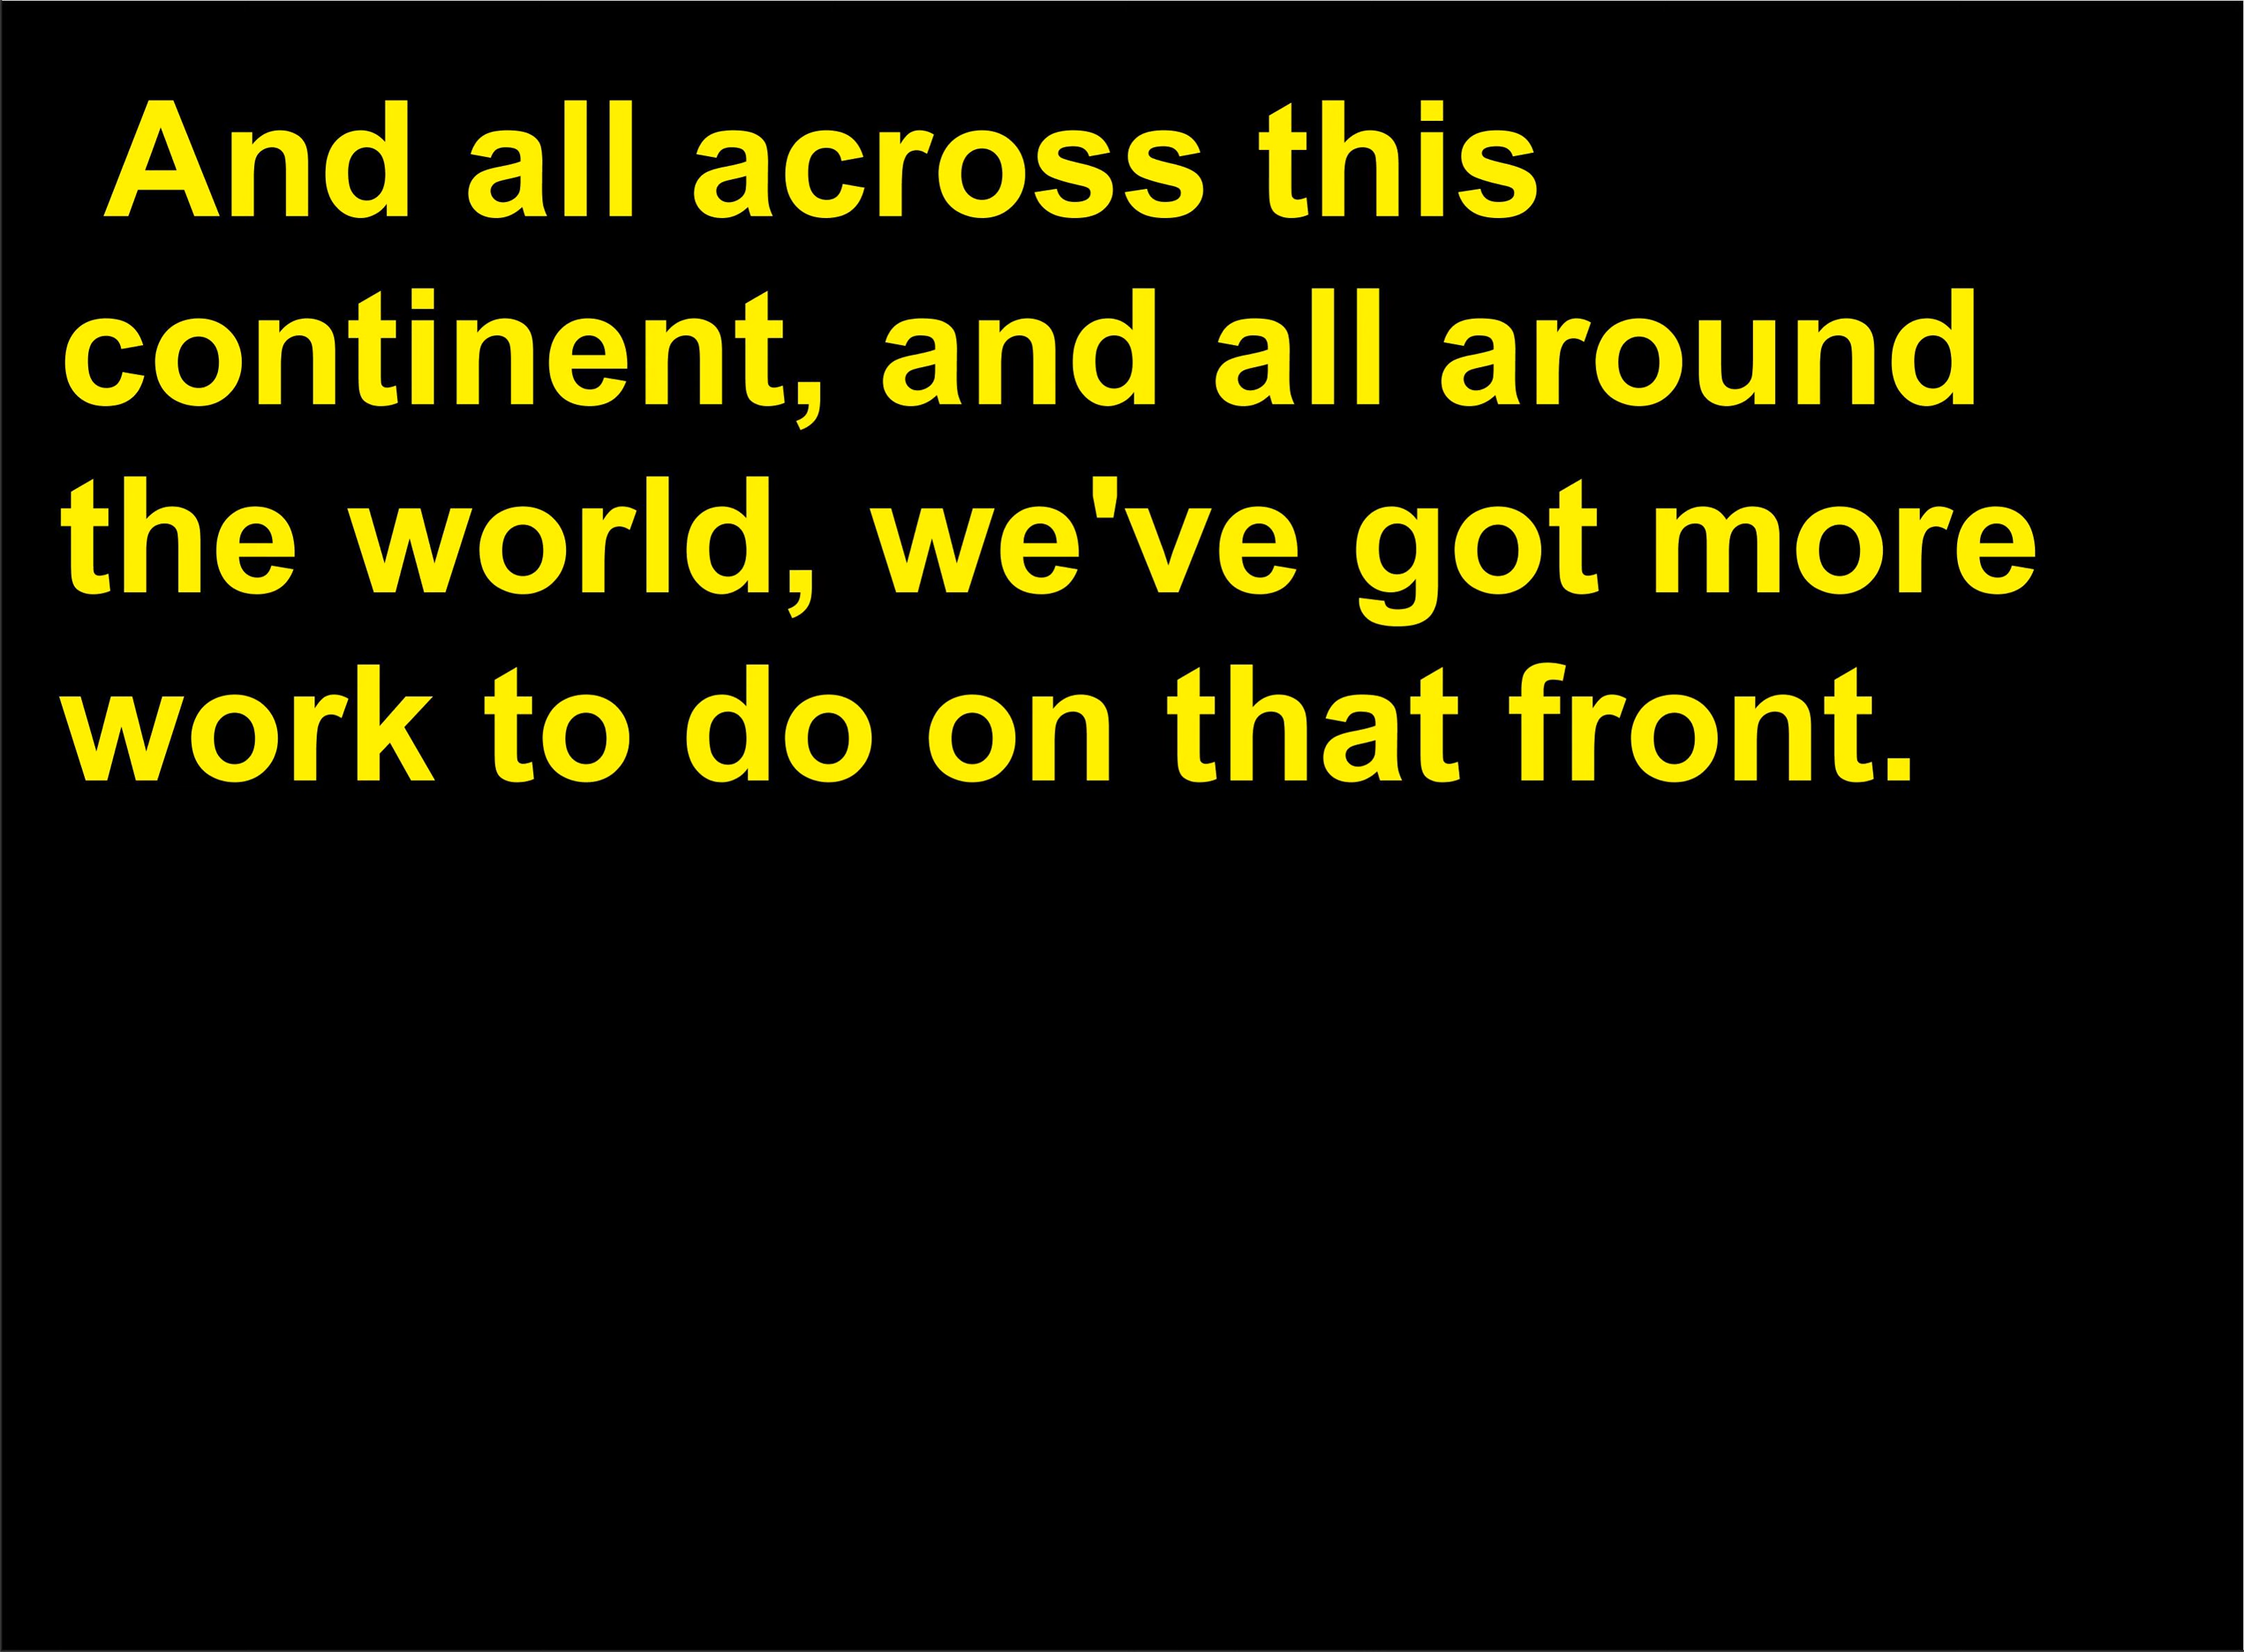 And all across this
continent, and all around
the world, we've got more
work to do on that front.